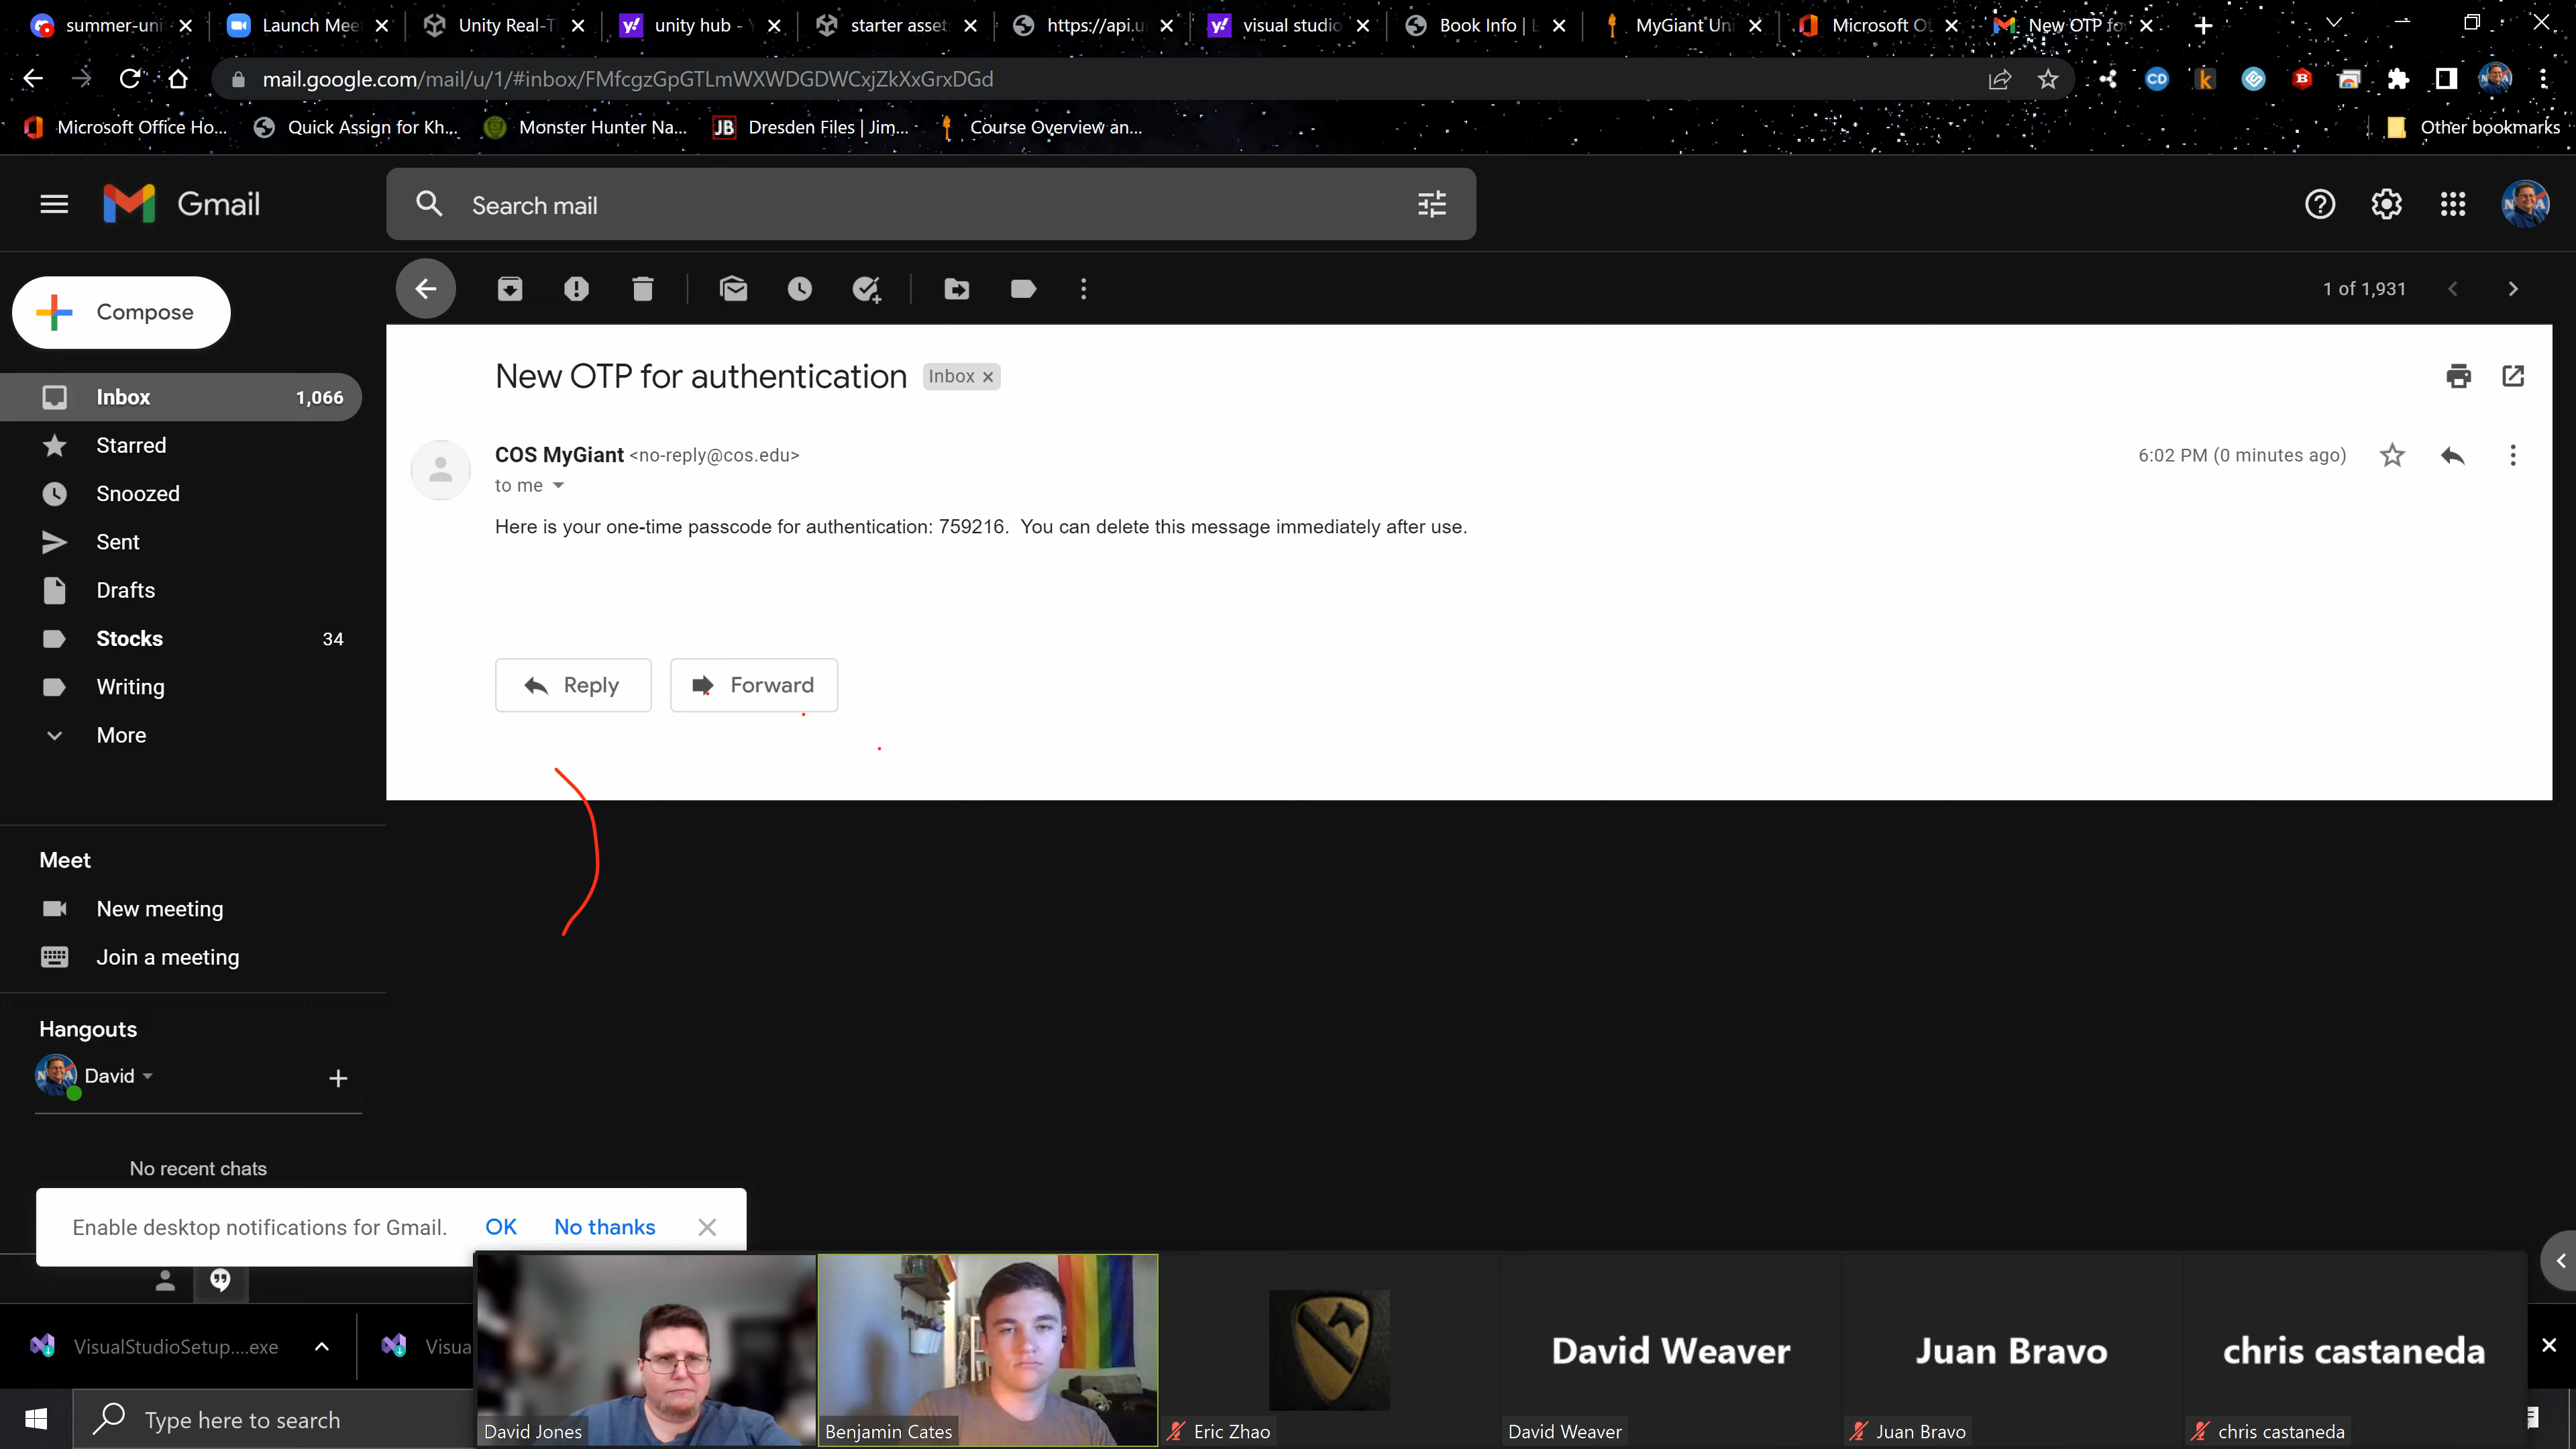 summer-uni
Launch Mee
Unity Real-T
unity hub - Y
starter asset
https://api.u
visual studio
Book Info | L
MyGiant Uni
Microsoft Of
New OTP fo
mail.google.com/mail/u/1/#inbox/FMfcgzGpGTLmWXWDGDWCxjZkXxGrxDGd
Microsoft Office Ho...
Quick Assign for Kh...
Monster Hunter Na...
JB Dresden Files | Jim...
Course Overview an...
Other bookmarks
Gmail
Search mail
Compose
1 of 1,931
New OTP for authentication
Inbox
Inbox 1,066
COS MyGiant <no-reply@cos.edu>
6:02 PM (0 minutes ago)
to me
Here is your one-time passcode for authentication: 759216. You can delete this message immediately after use.
Starred
Snoozed
Sent
Drafts
Stocks 34
Writing
More
Reply
Forward
Meet
New meeting
Join a meeting
Hangouts
David
No recent chats
Enable desktop notifications for Gmail. OK No thanks
VisualStudioSetup....exe
Visua
Type here to search
David Jones
Benjamin Cates
Eric Zhao
David Weaver
David Weaver
Juan Bravo
Juan Bravo
chris castaneda
chris castaneda